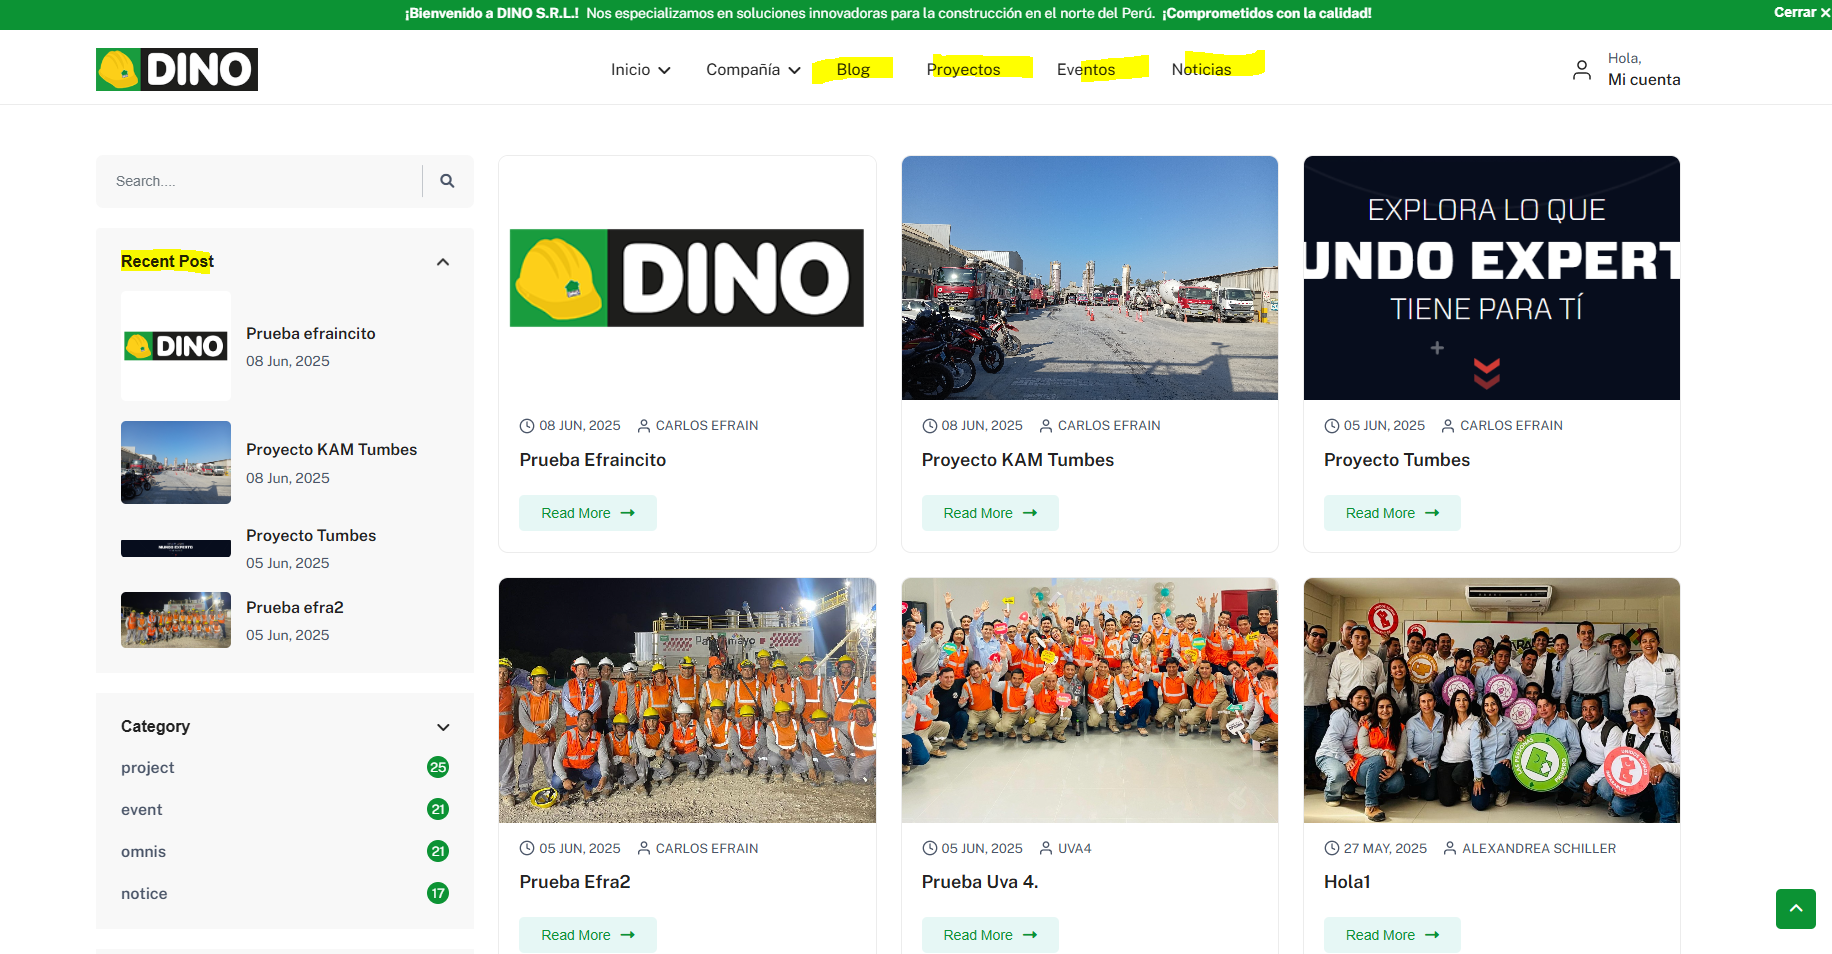 ¡Bienvenido a DINO S.R.L.! Nos especializamos en soluciones innovadoras para la construcción en el norte del Perú. ¡Comprometidos con la calidad!
Cerrar ×
DINO
Inicio
Compañía
Blog
Proyectos
Eventos
Noticias
Hola,
Mi cuenta
Search....
Recent Post
DINO
Prueba efraincito
08 Jun, 2025
Proyecto KAM Tumbes
08 Jun, 2025
MUNDO EXPERTO
Proyecto Tumbes
05 Jun, 2025
Prueba efra2
05 Jun, 2025
Category
project 25
event 21
omnis 21
notice 17
DINO
08 JUN, 2025 CARLOS EFRAIN
Prueba Efraincito
Read More
08 JUN, 2025 CARLOS EFRAIN
Proyecto KAM Tumbes
Read More
EXPLORA LO QUE
UNDO EXPERT
TIENE PARA TÍ
05 JUN, 2025 CARLOS EFRAIN
Proyecto Tumbes
Read More
05 JUN, 2025 CARLOS EFRAIN
Prueba Efra2
Read More
05 JUN, 2025 UVA4
Prueba Uva 4.
Read More
27 MAY, 2025 ALEXANDREA SCHILLER
Hola1
Read More